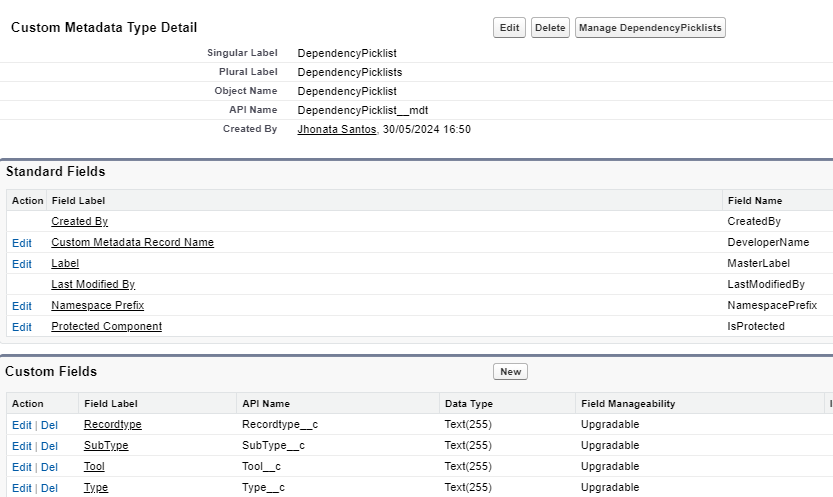 Custom Metadata Type Detail Edit Delete Manage DependencyPicklists
Singular Label DependencyPicklist
Plural Label DependencyPicklists
Object Name DependencyPicklist
API Name DependencyPicklist__mdt
Created By Jhonata Santos, 30/05/2024 16:50
Standard Fields
Action Field Label Field Name
Created By CreatedBy
Edit Custom Metadata Record Name DeveloperName
Edit Label MasterLabel
Last Modified By LastModifiedBy
Edit Namespace Prefix NamespacePrefix
Edit Protected Component IsProtected
Custom Fields New
Action Field Label API Name Data Type Field Manageability
Edit | Del Recordtype Recordtype__c Text(255) Upgradable
Edit | Del SubType SubType__c Text(255) Upgradable
Edit | Del Tool Tool__c Text(255) Upgradable
Edit | Del Type Type__c Text(255) Upgradable